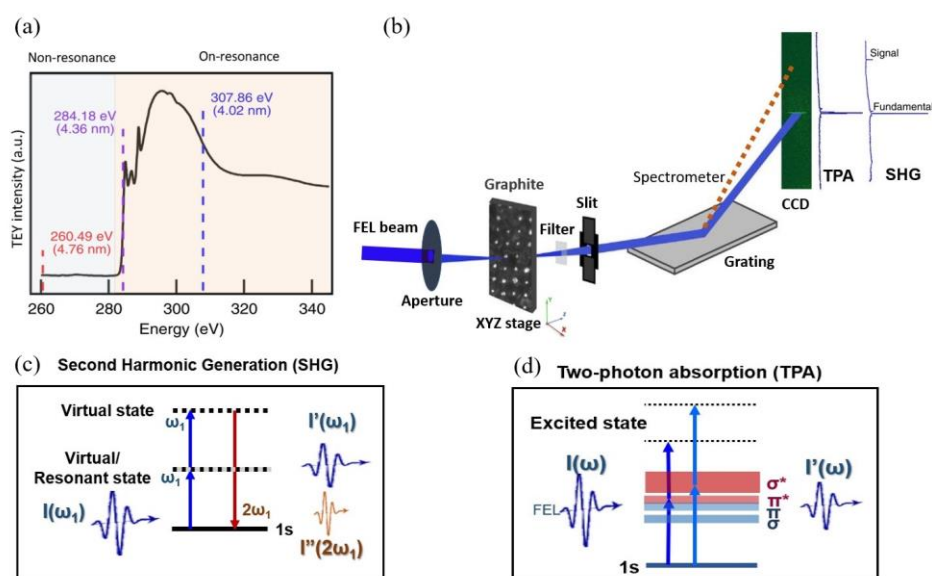 (a)
Non-resonance
On-resonance
284.18 eV
(4.36 nm)
307.86 eV
(4.02 nm)
260.49 eV
(4.76 nm)
TEY intensity (a.u.)
260
280
300
320
340
Energy (eV)
(b)
FEL beam
Aperture
Graphite
XYZ stage
Y
Z
X
Filter
Slit
Spectrometer
Grating
CCD
TPA
SHG
Signal
Fundamental
(c)
Second Harmonic Generation (SHG)
Virtual state
Virtual/
Resonant state
ω1
ω1
2ω1
1s
I(ω1)
I'(ω1)
I"(2ω1)
(d)
Two-photon absorption (TPA)
Excited state
I(ω)
FEL
I'(ω)
σ*
π*
π
σ
1s